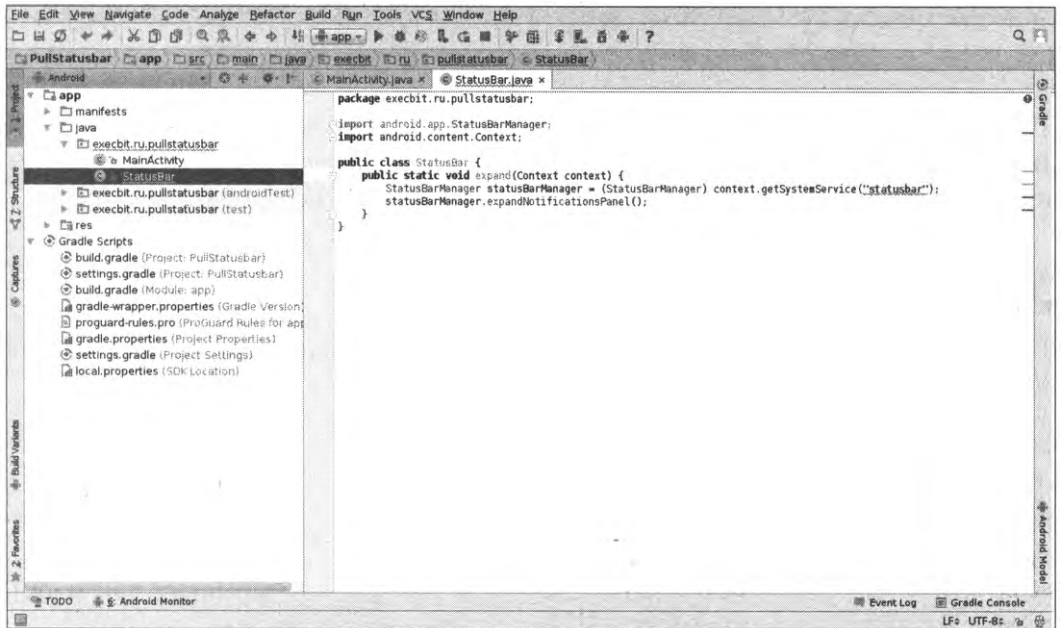 File Edit View Navigate Code Analyze Refactor Build Run Tools VCS Window Help
app
?
PullStatusbar app src main java execbit ru pullstatusbar StatusBar
Android
MainActivity.java × StatusBar.java ×
1: Project
Z: Structure
Captures
Build Variants
2: Favorites
app
manifests
java
execbit.ru.pullstatusbar
MainActivity
StatusBar
execbit.ru.pullstatusbar (androidTest)
execbit.ru.pullstatusbar (test)
res
Gradle Scripts
build.gradle (Project: PullStatusbar)
settings.gradle (Project: PullStatusbar)
build.gradle (Module: app)
gradle-wrapper.properties (Gradle Version)
proguard-rules.pro (ProGuard Rules for app
gradle.properties (Project Properties)
settings.gradle (Project Settings)
local.properties (SDK Location)
package execbit.ru.pullstatusbar;
import android.app.StatusBarManager;
import android.content.Context;
public class StatusBar {
public static void expand(Context context) {
StatusBarManager statusBarManager = (StatusBarManager) context.getSystemService("statusbar");
statusBarManager.expandNotificationsPanel();
}
}
Gradle
Android Model
TODO 6: Android Monitor Event Log Gradle Console
LF÷ UTF-8÷